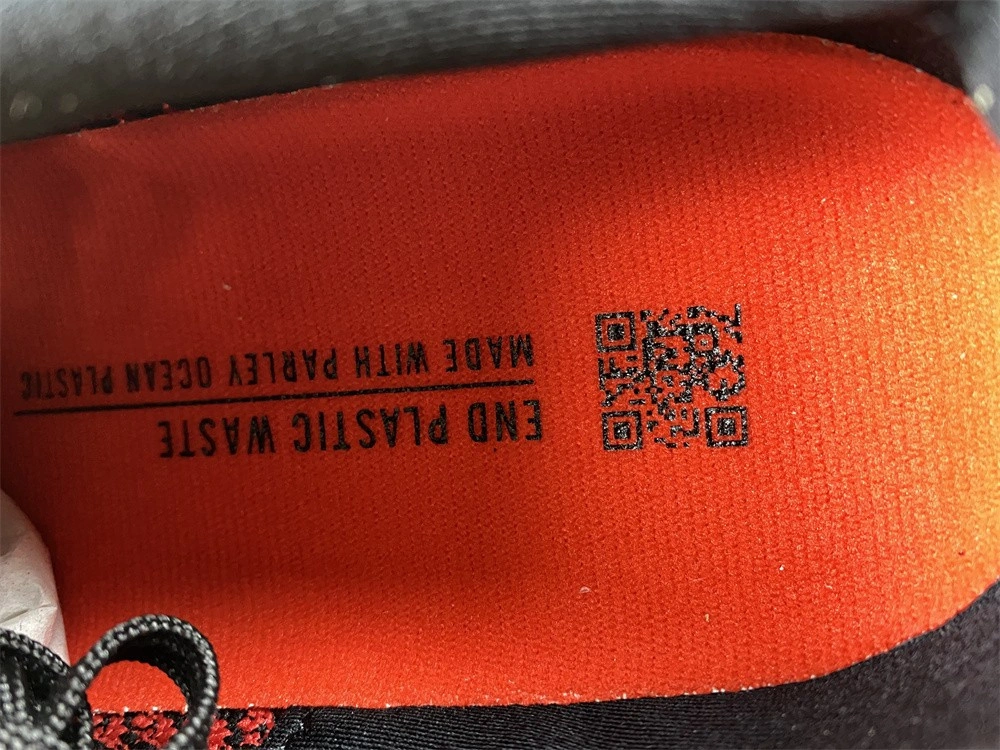 END PLASTIC WASTE
MADE WITH PARLEY OCEAN PLASTIC